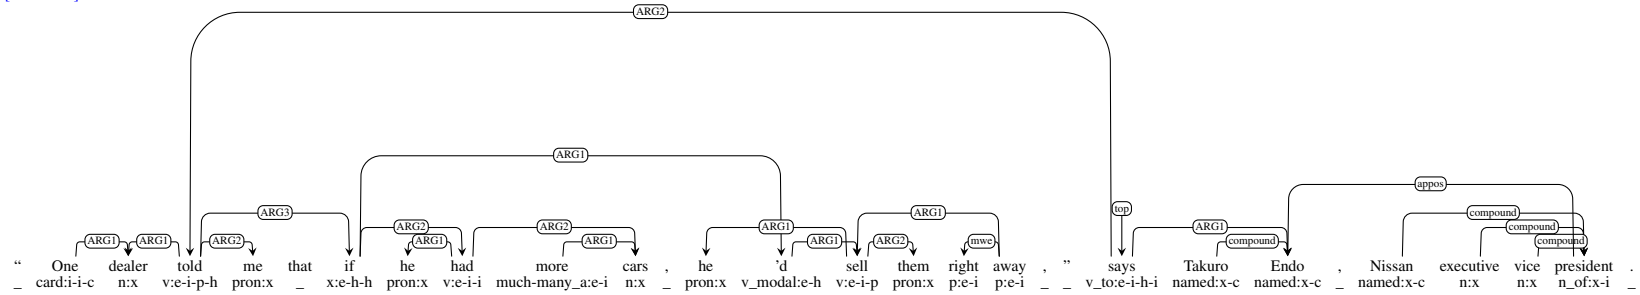 ARG2
ARG1
appos
ARG3 ARG1 top compound
ARG2 ARG2 ARG1 ARG1 compound
ARG1 ARG1 ARG2 ARG1 ARG1 ARG1 ARG2 mwe compound compound
“ One dealer told me that if he had more cars , he 'd sell them right away , ” says Takuro Endo , Nissan executive vice president .
_ card:i-i-c n:x v:e-i-p-h pron:x _ x:e-h-h pron:x v:e-i-i much-many_a:e-i n:x _ pron:x v_modal:e-h v:e-i-p pron:x p:e-i p:e-i _ _ v_to:e-i-h-i named:x-c named:x-c _ named:x-c n:x n:x n_of:x-i _